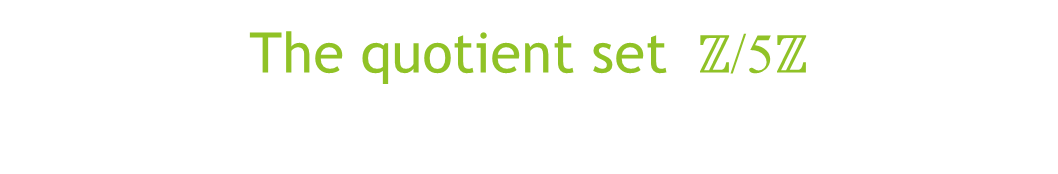 The quotient set ℤ/5ℤ